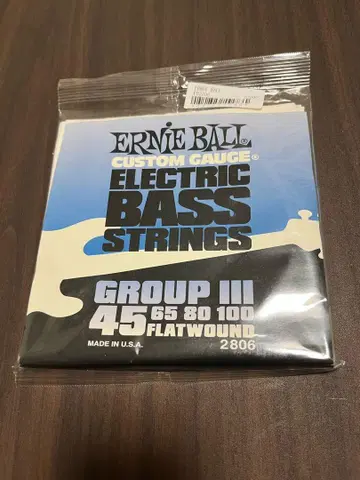 ERNIE BALL®
CUSTOM GAUGE®
ELECTRIC
BASS
STRINGS
GROUP III
45 65 80 100
FLATWOUND
MADE IN U.S.A.
2806